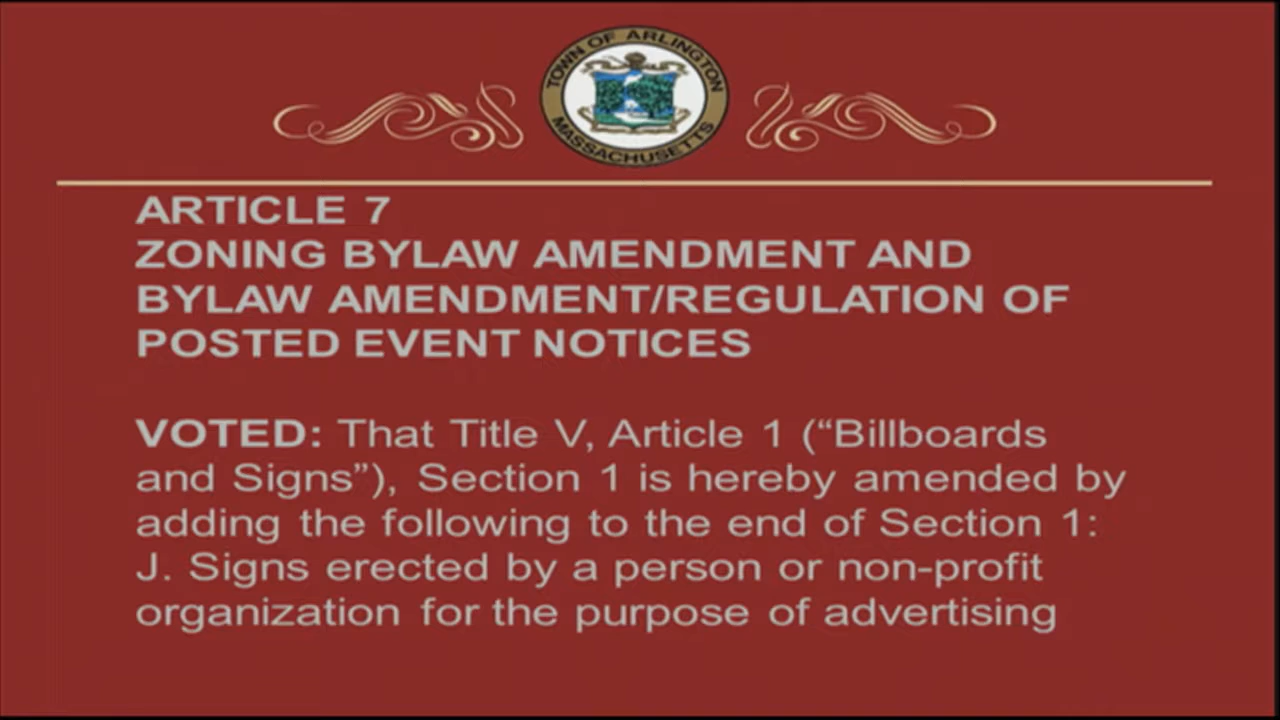 TOWN OF ARLINGTON
MASSACHUSETTS
ARTICLE 7
ZONING BYLAW AMENDMENT AND
BYLAW AMENDMENT/REGULATION OF
POSTED EVENT NOTICES
VOTED: That Title V, Article 1 (“Billboards
and Signs”), Section 1 is hereby amended by
adding the following to the end of Section 1:
J. Signs erected by a person or non-profit
organization for the purpose of advertising